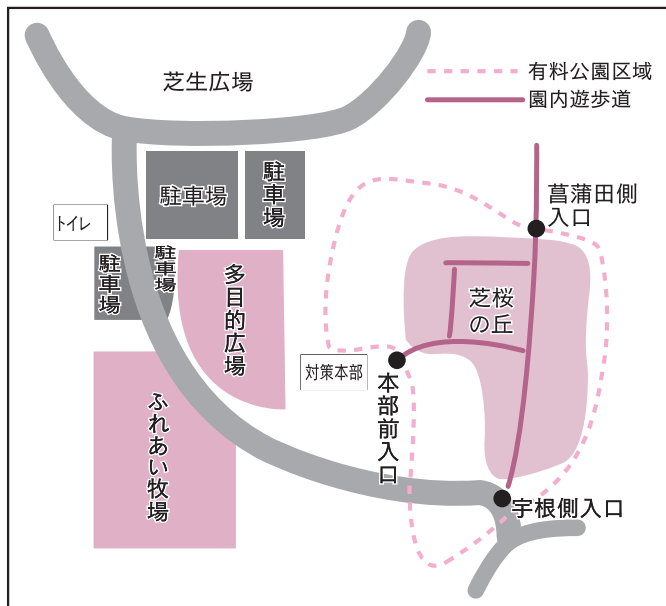 芝生広場
有料公園区域
園内遊歩道
駐車場
駐車場
菖蒲田側
入口
トイレ
駐車場
駐車場
多目的広場
芝桜
の丘
対策本部
本部前入口
ふれあい牧場
宇根側入口